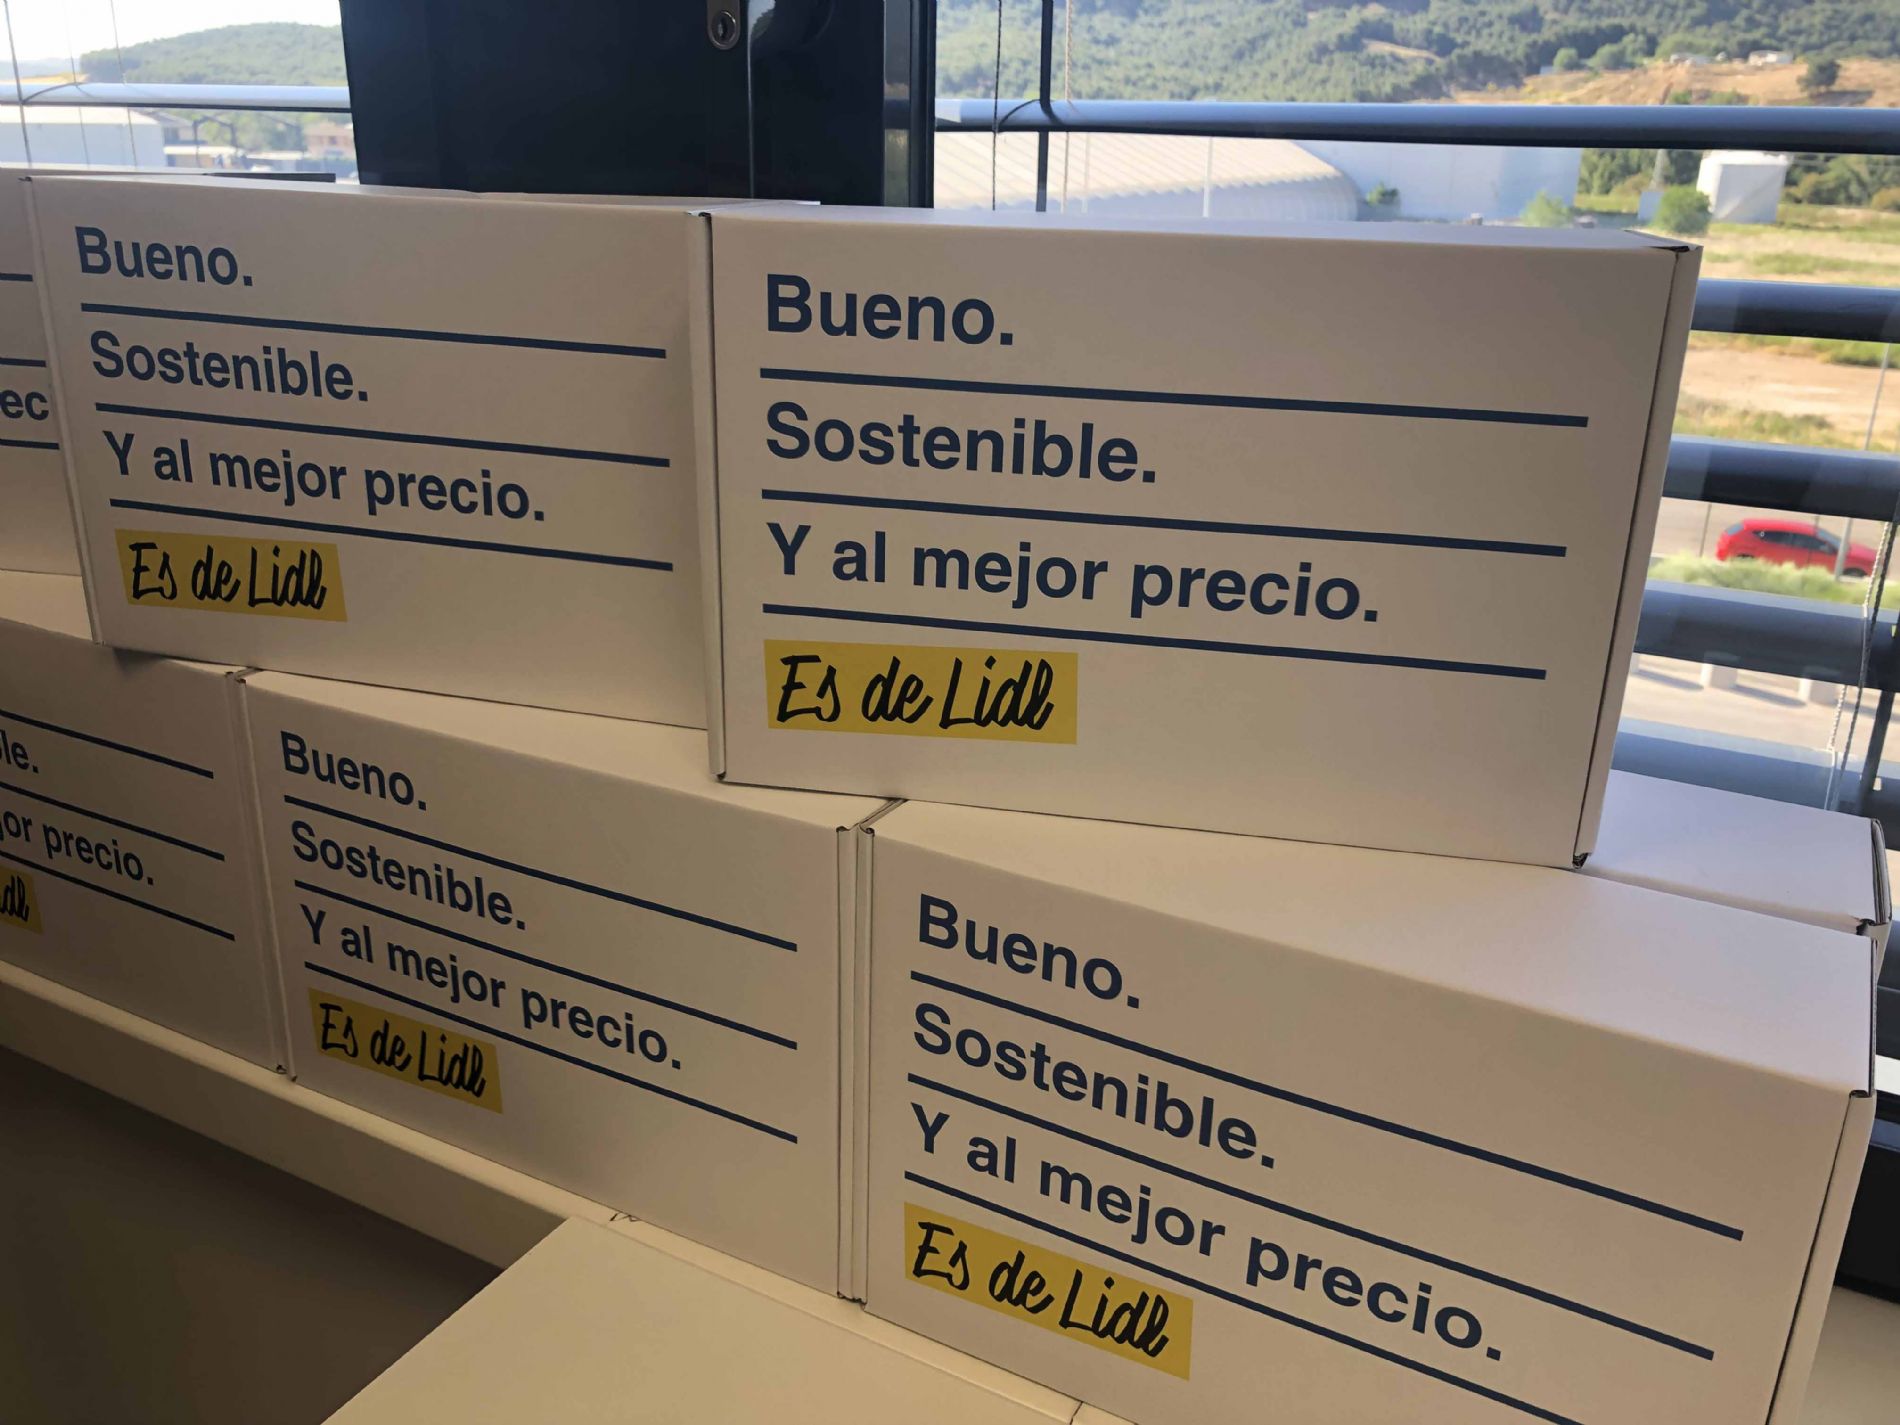 Bueno.
Sostenible.
Y al mejor precio.
Es de Lidl
Bueno.
Sostenible.
Y al mejor precio.
Es de Lidl
precio.
Bueno.
Sostenible.
Y al mejor precio.
Es de Lidl
Bueno.
Sostenible.
Y al mejor precio.
Es de Lidl